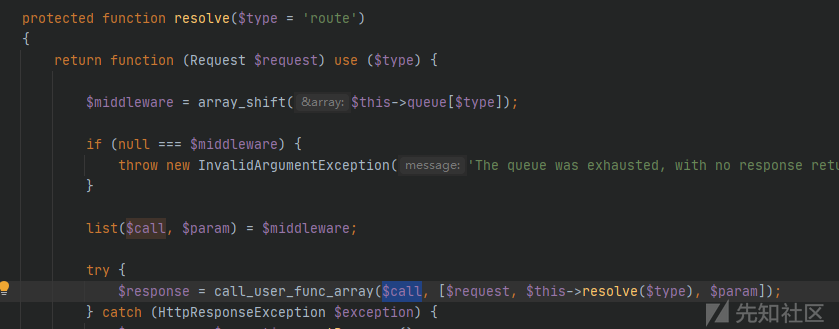 protected function resolve($type = 'route')
{
    return function (Request $request) use ($type) {
        $middleware = array_shift( &array: $this->queue[$type]);
        if (null === $middleware) {
            throw new InvalidArgumentException( message: 'The queue was exhausted, with no response retu
        }
        list($call, $param) = $middleware;
        try {
            $response = call_user_func_array($call, [$request, $this->resolve($type), $param]);
        } catch (HttpResponseException $exception) {
先知社区